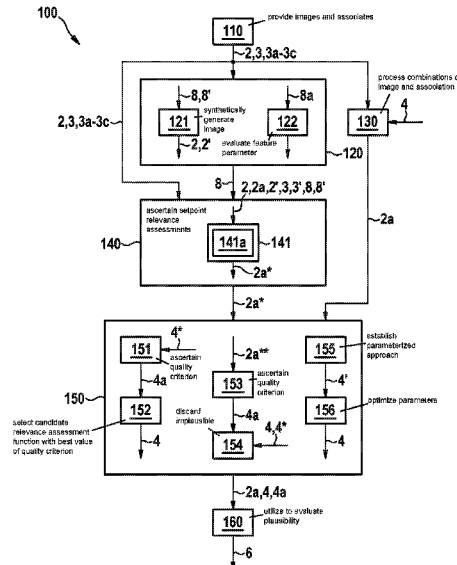 100
110
provide images and associates
2,3,3a-3c
2,3,3a-3c
8,8'
8a
process combinations of
image and association
4
121
synthetically
generate
image
122
130
2,2'
evaluate feature
parameter
120
8
2,2a,2',3,3',8,8'
2a
ascertain setpoint
relevance
assessments
140
141a
141
2a*
2a*
4*
151
ascertain
quality criterion
2a**
155
establish
parameterized
approach
4a
153
ascertain
quality
criterion
4'
150
152
discard
implausible
4a
156
optimize parameters
select candidate
relevance assessment
function with best value
of quality criterion
4
154
4,4*
4
2a,4,4a
160
utilize to evaluate
plausibility
6